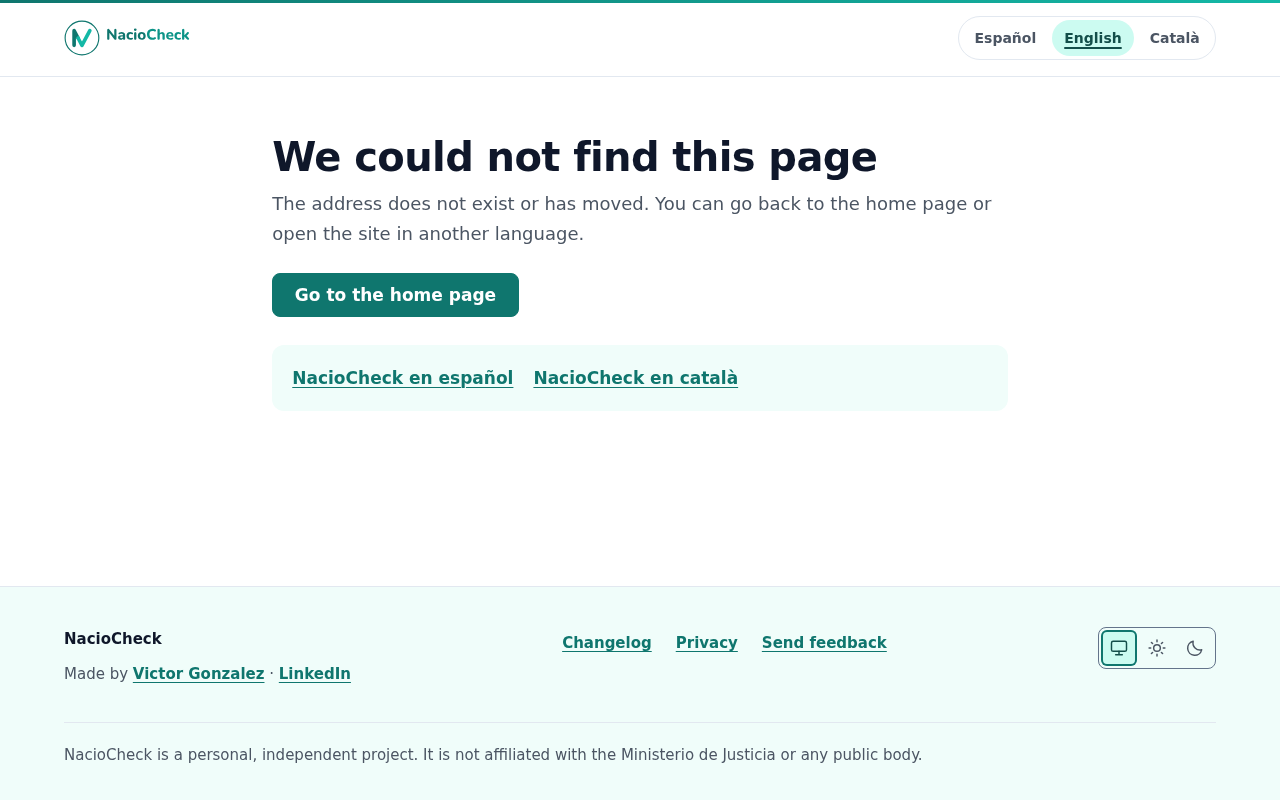 NacioCheck
Español
English
Català
We could not find this page
The address does not exist or has moved. You can go back to the home page or
open the site in another language.
Go to the home page
NacioCheck en español
NacioCheck en català
NacioCheck
Made by Victor Gonzalez · LinkedIn
Changelog
Privacy
Send feedback
NacioCheck is a personal, independent project. It is not affiliated with the Ministerio de Justicia or any public body.